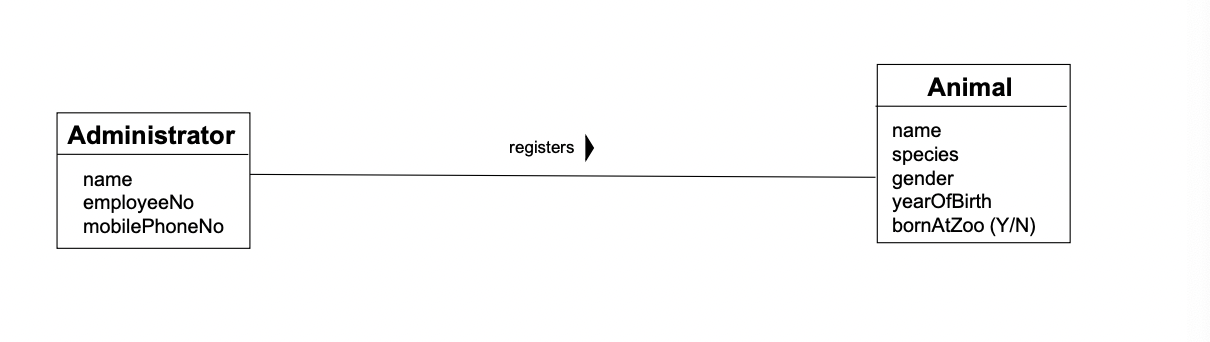 Administrator
name
employeeNo
mobilePhoneNo
registers
Animal
name
species
gender
yearOfBirth
bornAtZoo (Y/N)